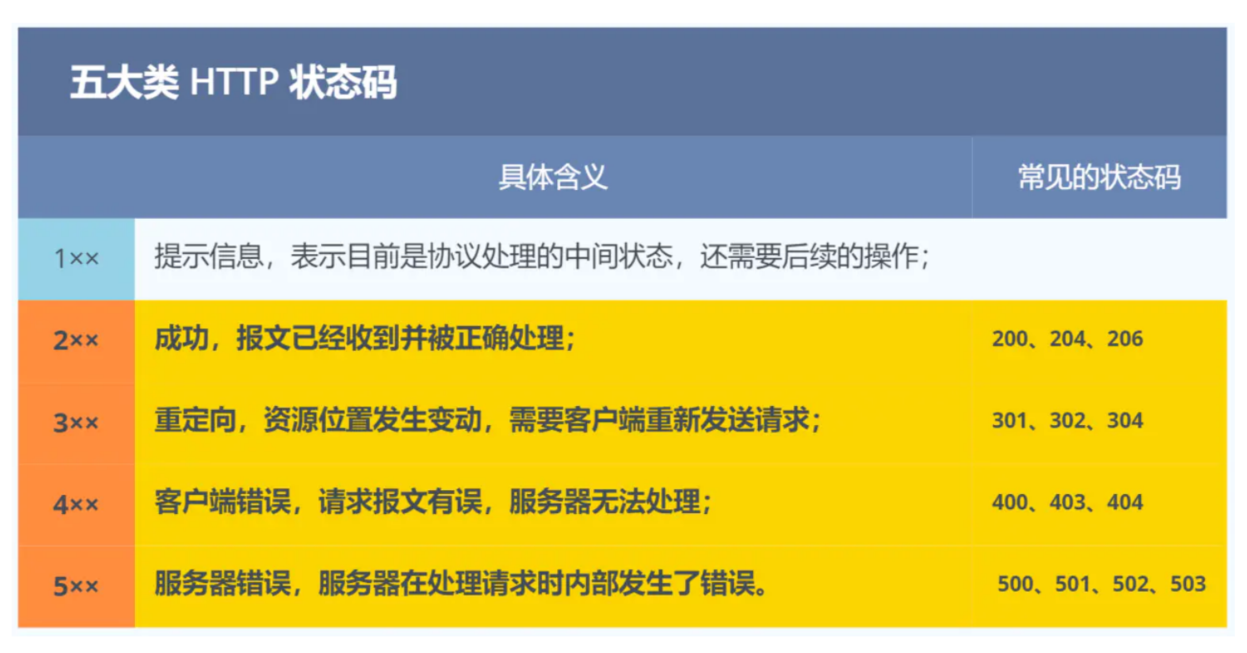 五大类 HTTP 状态码
具体含义 常见的状态码
1×× 提示信息，表示目前是协议处理的中间状态，还需要后续的操作；
2×× 成功，报文已经收到并被正确处理； 200、204、206
3×× 重定向，资源位置发生变动，需要客户端重新发送请求； 301、302、304
4×× 客户端错误，请求报文有误，服务器无法处理； 400、403、404
5×× 服务器错误，服务器在处理请求时内部发生了错误。 500、501、502、503